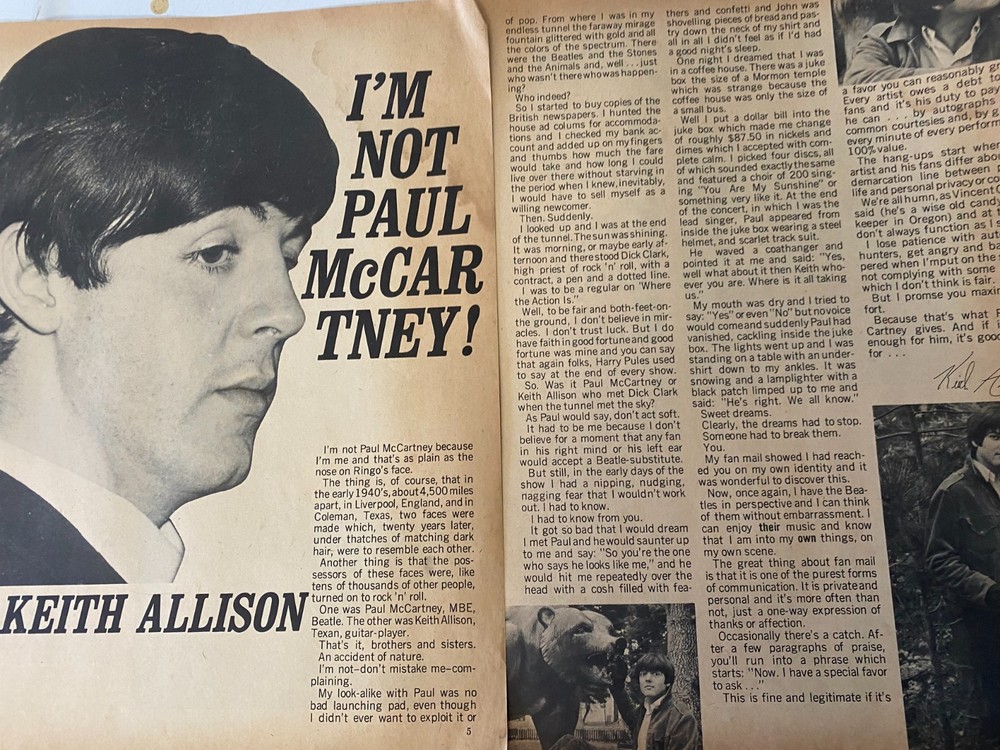 I'M
NOT
PAUL
McCAR
TNEY!
KEITH ALLISON
I'm not Paul McCartney because
I'm me and that's as plain as the
nose on Ringo's face.
The thing is, of course, that in
the early 1940's, about 4,500 miles
apart, in Liverpool, England, and in
Coleman, Texas, two faces were
made which, twenty years later,
under thatches of matching dark
hair, were to resemble each other.
Another thing is that the pos-
sessors of these faces were, like
tens of thousands of other people,
turned on to rock 'n' roll.
One was Paul McCartney, MBE,
Beatle. The other was Keith Allison,
Texan, guitar-player.
That's it, brothers and sisters.
An accident of nature.
I'm not–don't mistake me–com-
plaining.
My look-alike with Paul was no
bad launching pad, even though
I didn't ever want to exploit it or
5
of pop. From where I was in my
endless tunnel the faraway mirage
fountain glittered with gold and all
the colors of the spectrum. There
were the Beatles and the Stones
and the Animals and, well . . . just
who wasn't there who was happen-
ing?
Who indeed?
So I started to buy copies of the
British newspapers. I hunted the
house ad colums for accommoda-
tions and I checked my bank ac-
count and added up on my fingers
and thumbs how much the fare
would take and how long I could
live over there without starving in
the period when I knew, inevitably,
I would have to sell myself as a
willing newcomer.
Then. Suddenly.
I looked up and I was at the end
of the tunnel. The sun was shining.
It was morning, or maybe early af-
ternoon and there stood Dick Clark,
high priest of rock 'n' roll, with a
contract, a pen and a dotted line.
I was to be a regular on "Where
the Action Is."
Well, to be fair and both-feet-on-
the ground, I don't believe in mir-
acles. I don't trust luck. But I do
have faith in good fortune and good
fortune was mine and you can say
that again folks, Harry Pules used
to say at the end of every show.
So. Was it Paul McCartney or
Keith Allison who met Dick Clark
when the tunnel met the sky?
As Paul would say, don't act soft.
It had to be me because I don't
believe for a moment that any fan
in his right mind or his left ear
would accept a Beatle-substitute.
But still, in the early days of the
show I had a nipping, nudging,
nagging fear that I wouldn't work
out. I had to know.
I had to know from you.
It got so bad that I would dream
I met Paul and he would saunter up
to me and say: "So you're the one
who says he looks like me," and he
would hit me repeatedly over the
head with a cosh filled with fea-
thers and confetti and John was
shovelling pieces of bread and pas-
try down the neck of my shirt and
all in all I didn't feel as if I'd had
a good night's sleep.
One night I dreamed that I was
in a coffee house. There was a juke
box the size of a Mormon temple
which was strange because the
coffee house was only the size of
a small bus.
Well I put a dollar bill into the
juke box which made me change
of roughly $87.50 in nickels and
dimes which I accepted with com-
plete calm. I picked four discs, all
of which sounded exactly the same
and featured a choir of 200 sing-
ing "You Are My Sunshine" or
something very like it. At the end
of the concert, in which I was the
lead singer, Paul appeared from
inside the juke box wearing a steel
helmet, and scarlet track suit.
He waved a coathanger and
pointed it at me and said: "Yes,
well what about it then Keith who-
ever you are. Where is it all taking
us."
My mouth was dry and I tried to
say: "Yes" or even "No" but no voice
would come and suddenly Paul had
vanished, cackling inside the juke
box. The lights went up and I was
standing on a table with an under-
shirt down to my ankles. It was
snowing and a lamplighter with a
black patch limped up to me and
said: "He's right. We all know."
Sweet dreams.
Clearly, the dreams had to stop.
Someone had to break them.
You.
My fan mail showed I had reach-
ed you on my own identity and it
was wonderful to discover this.
Now, once again, I have the Bea-
tles in perspective and I can think
of them without embarrassment. I
can enjoy their music and know
that I am into my own things, on
my own scene.
The great thing about fan mail
is that it is one of the purest forms
of communication. It is private and
personal and it's more often than
not, just a one-way expression of
thanks or affection.
Occasionally there's a catch. Af-
ter a few paragraphs of praise,
you'll run into a phrase which
starts: "Now. I have a special favor
to ask . . ."
This is fine and legitimate if it's
a favor you can reasonably
Every artist owes a debt to
fans and it's his duty to pay
he can . . . by autographs
common courtesies and, by
every minute of every
100% value.
The hang-ups start
artist and his fans differ
demarcation line between
life and personal privacy or
We're all humn, as Vincent
said (he's a wise old
keeper in Oregon) and at
don't always function as I
I lose patience with
hunters, get angry and
pered when I'm put on the
not complying with some
which I don't think is fair.
But I promse you
fort.
Because that's what
Cartney gives. And if
enough for him, it's
for . . .